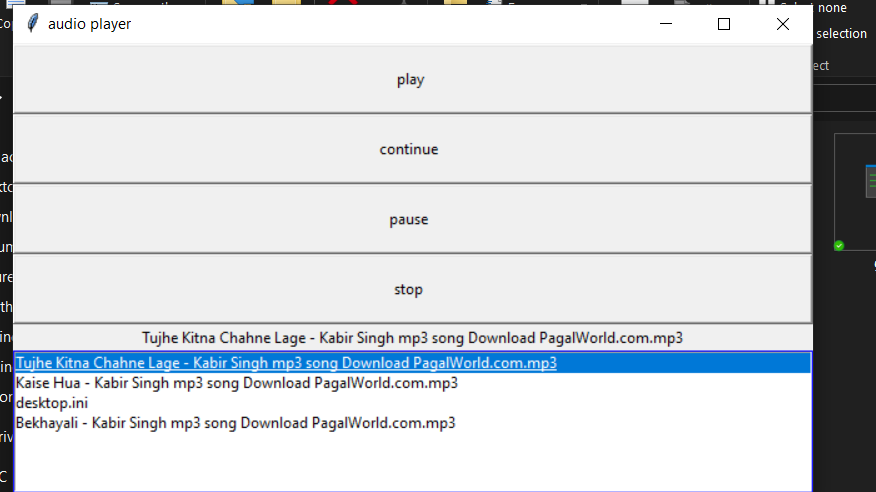 audio player
play
continue
pause
stop
Tujhe Kitna Chahne Lage - Kabir Singh mp3 song Download PagalWorld.com.mp3
Tujhe Kitna Chahne Lage - Kabir Singh mp3 song Download PagalWorld.com.mp3
Kaise Hua - Kabir Singh mp3 song Download PagalWorld.com.mp3
desktop.ini
Bekhayali - Kabir Singh mp3 song Download PagalWorld.com.mp3
none
selection